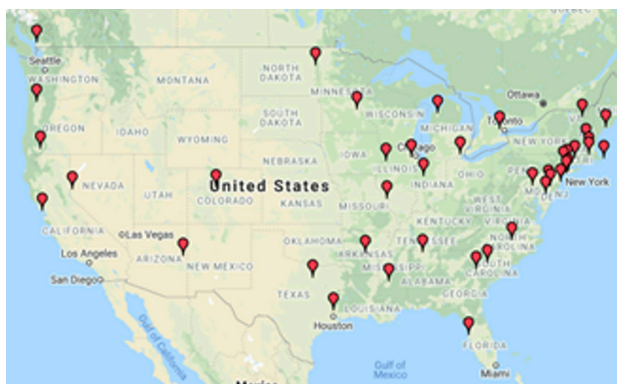 QUEBEC
Seattle
WASHINGTON
NORTH
DAKOTA
MONTANA
MINNESOTA
Ottawa
SOUTH
DAKOTA
WISCONSIN
OREGON
IDAHO
WYOMING
MICHIGAN
Toronto
NEW YORK
IOWA
Chicago
NEBRASKA
ILLINOIS
INDIANA
OHIO
New York
NEVADA
UTAH
United States
COLORADO
KANSAS
MISSOURI
WEST
VIRGINIA
VIRGINIA
KENTUCKY
CALIFORNIA
Las Vegas
OKLAHOMA
ARKANSAS
TENNESSEE
NORTH
CAROLINA
Los Angeles
ARIZONA
NEW MEXICO
MISSISSIPPI
SOUTH
CAROLINA
San Diego
TEXAS
ALABAMA
GEORGIA
LOUISIANA
Houston
Gulf of
California
FLORIDA
Gulf of
Mexico
Miami
Mexico